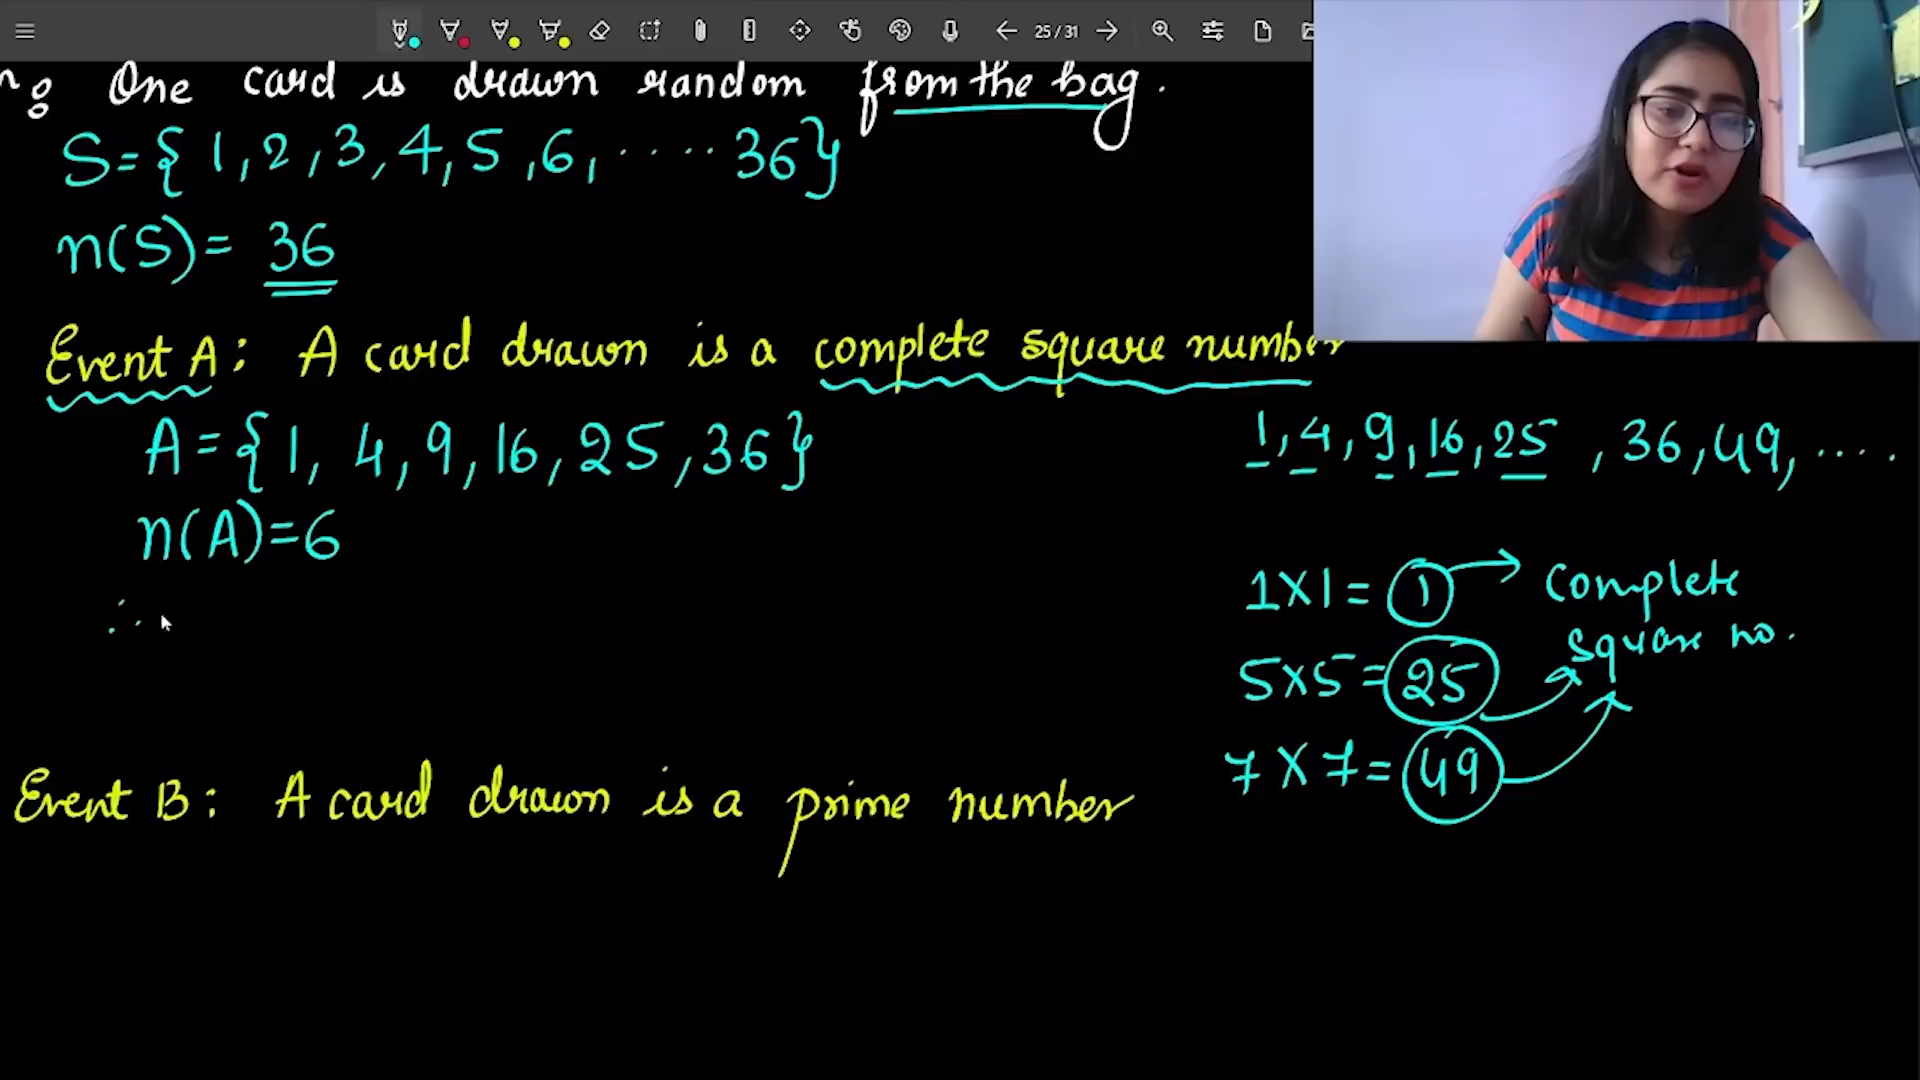 25 / 31
One card is drawn random from the bag.
S={ 1, 2, 3, 4, 5, 6, ···· 36}
n(S)= 36
Event A: A card drawn is a complete square number
A={1, 4, 9, 16, 25, 36}
n(A)=6
∴
1, 4, 9, 16, 25, 36, 49, ····
1X1=1 → complete square no.
5x5=25
7X7=49
Event B: A card drawn is a prime number